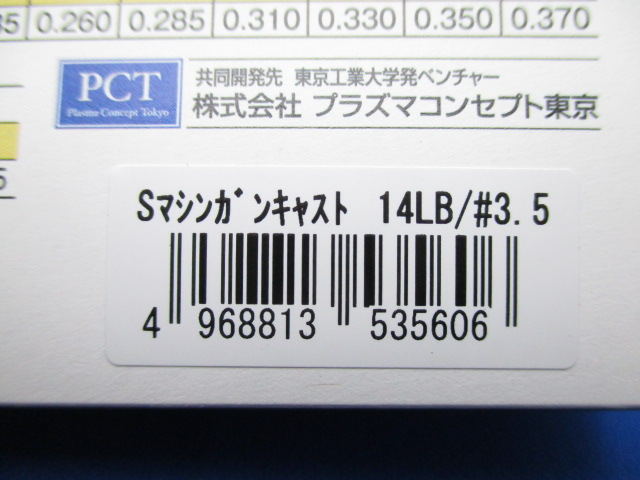 35 0.260 0.285 0.310 0.330 0.350 0.370
PCT
Plasma Concept Tokyo
共同開発先 東京工業大学発ベンチャー
株式会社 プラズマコンセプト東京
5
Sﾏｼﾝｶﾞﾝｷｬｽﾄ 14LB/#3.5
4 968813 535606